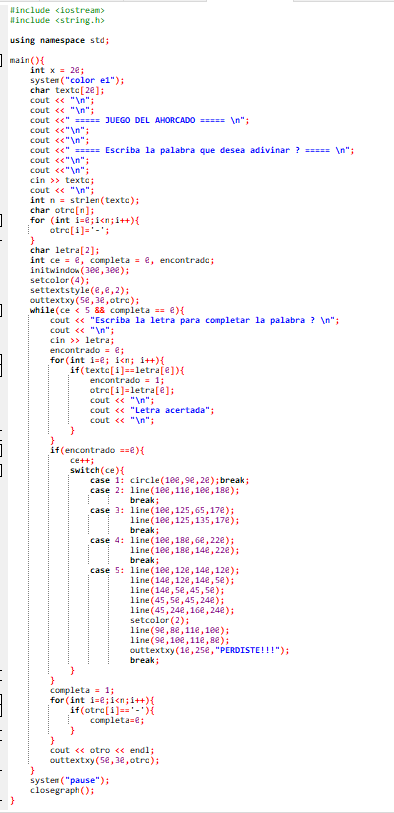 #include <iostream>
#include <string.h>
using namespace std;
main(){
int x = 20;
system("color e1");
char texto[20];
cout << "\n";
cout << "\n";
cout <<" ===== JUEGO DEL AHORCADO ===== \n";
cout <<"\n";
cout <<"\n";
cout <<" ===== Escriba la palabra que desea adivinar ? ===== \n";
cout <<"\n";
cout <<"\n";
cin >> texto;
cout << "\n";
int n = strlen(texto);
char otro[n];
for (int i=0;i<n;i++){
otro[i]='-';
}
char letra[2];
int ce = 0, completa = 0, encontrado;
initwindow(300,300);
setcolor(4);
settextstyle(0,0,2);
outtextxy(50,30,otro);
while(ce < 5 && completa == 0){
cout << "Escriba la letra para completar la palabra ? \n";
cout << "\n";
cin >> letra;
encontrado = 0;
for(int i=0; i<n; i++){
if(texto[i]==letra[0]){
encontrado = 1;
otro[i]=letra[0];
cout << "\n";
cout << "Letra acertada";
cout << "\n";
}
}
if(encontrado ==0){
ce++;
switch(ce){
case 1: circle(100,90,20);break;
case 2: line(100,110,100,180);
break;
case 3: line(100,125,65,170);
line(100,125,135,170);
break;
case 4: line(100,180,60,220);
line(100,180,140,220);
break;
case 5: line(100,120,140,120);
line(140,120,140,50);
line(140,50,45,50);
line(45,50,45,240);
line(45,240,160,240);
setcolor(2);
line(90,80,110,100);
line(90,100,110,80);
outtextxy(10,250,"PERDISTE!!!");
break;
}
}
completa = 1;
for(int i=0;i<n;i++){
if(otro[i]=='-'){
completa=0;
}
}
cout << otro << endl;
outtextxy(50,30,otro);
}
system("pause");
closegraph();
}